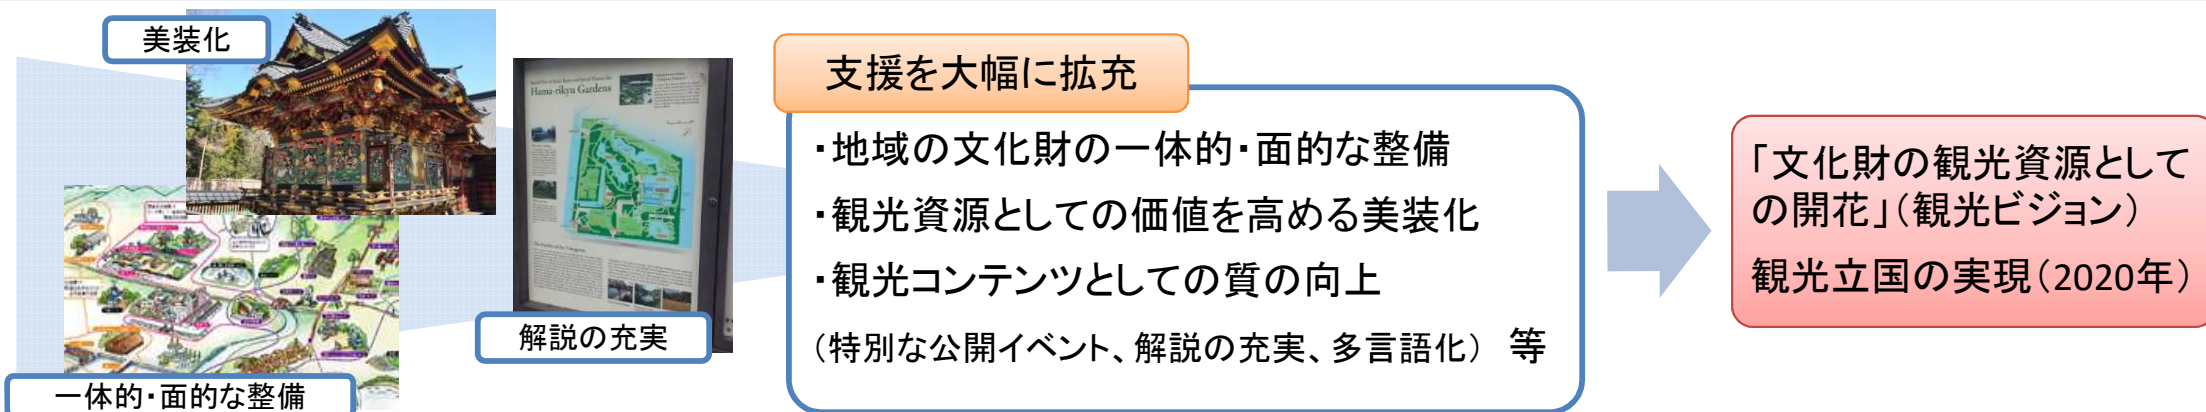 美装化
Hama-rikyu Gardens
解説の充実
一体的・面的な整備
支援を大幅に拡充
・地域の文化財の一体的・面的な整備
・観光資源としての価値を高める美装化
・観光コンテンツとしての質の向上
（特別な公開イベント、解説の充実、多言語化） 等
「文化財の観光資源として
の開花」（観光ビジョン）
観光立国の実現（2020年）